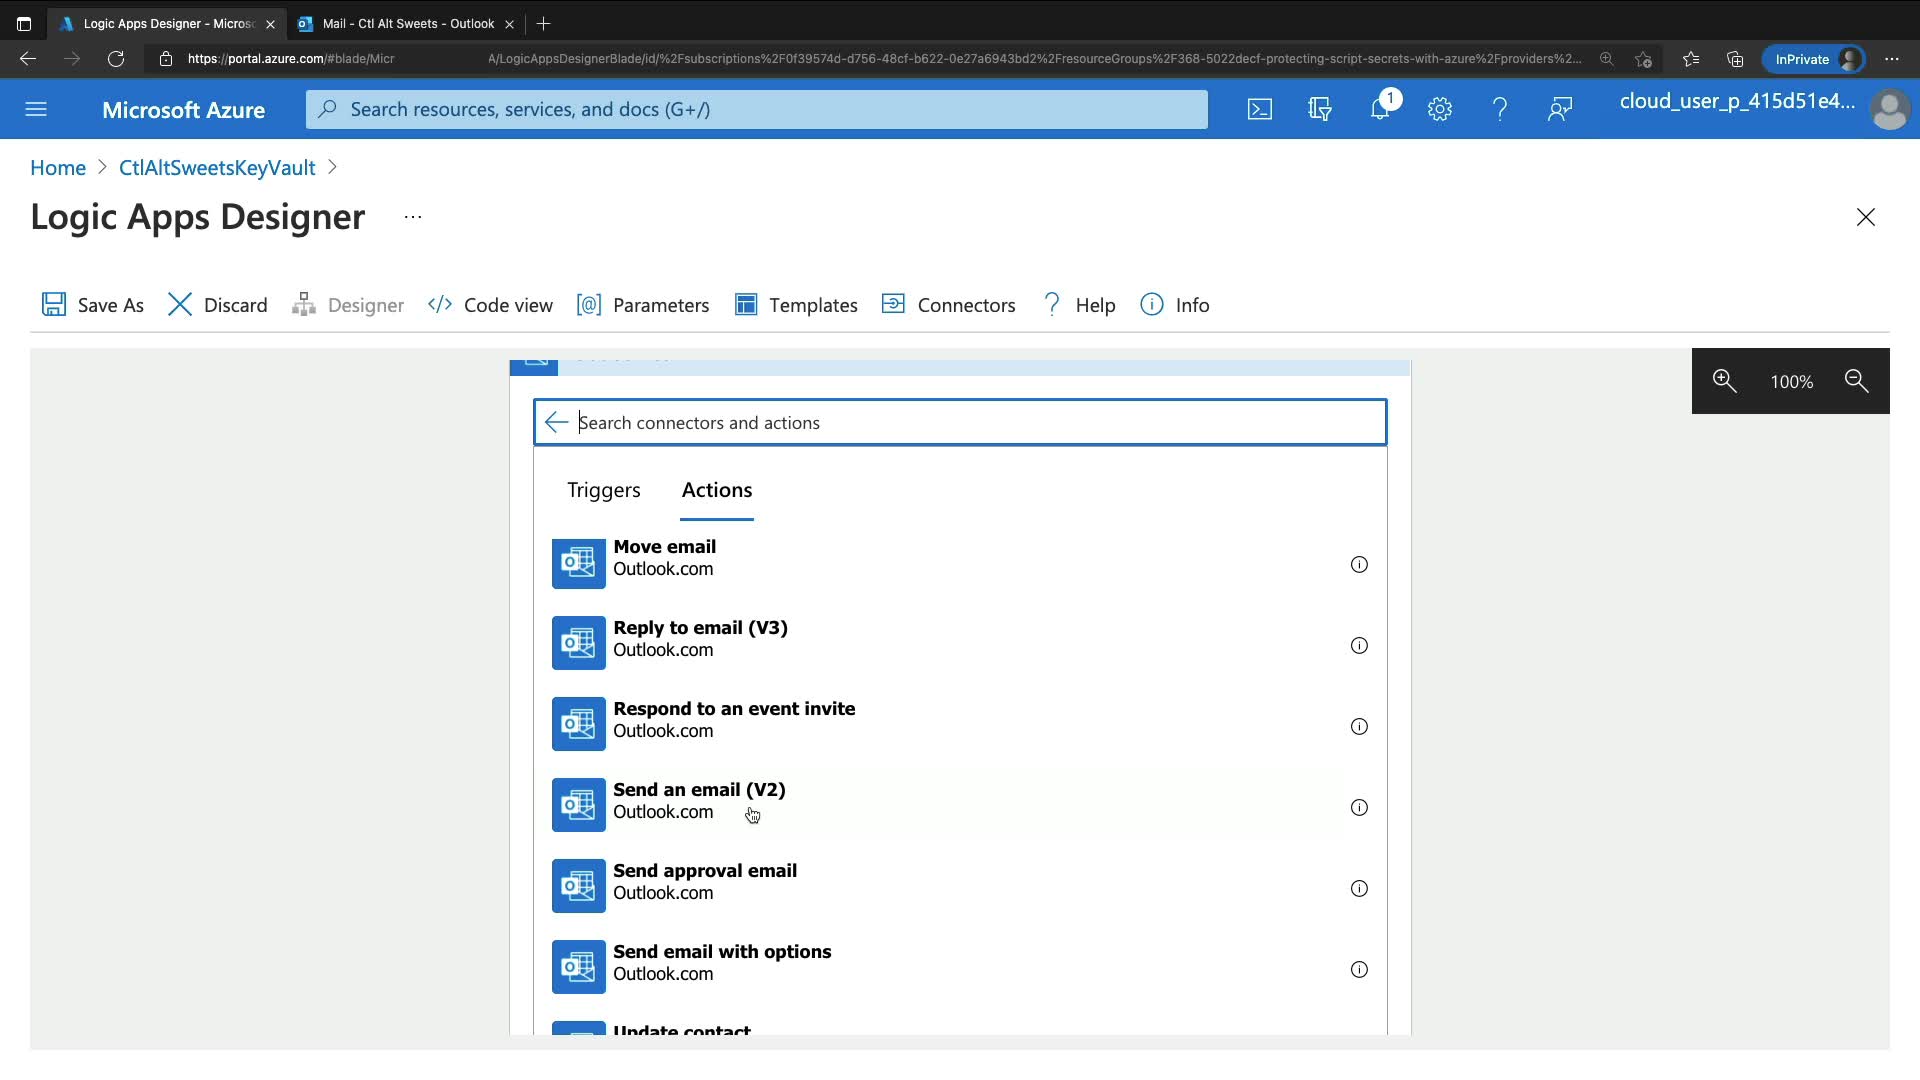 Logic Apps Designer - Micros
Mail - Ctl Alt Sweets - Outlook
https://portal.azure.com/#blade/Micr A/LogicAppsDesignerBlade/id/%2Fsubscriptions%2F0f39574d-d756-48cf-b622-0e27a6943bd2%2FresourceGroups%2F368-5022decf-protecting-script-secrets-with-azure%2Fproviders%2...
InPrivate
Microsoft Azure
Search resources, services, and docs (G+/)
1
cloud_user_p_415d51e4...
Home > CtlAltSweetsKeyVault >
Logic Apps Designer ...
Save As
Discard
Designer
Code view
Parameters
Templates
Connectors
Help
Info
100%
Search connectors and actions
Triggers
Actions
Move email
Outlook.com
Reply to email (V3)
Outlook.com
Respond to an event invite
Outlook.com
Send an email (V2)
Outlook.com
Send approval email
Outlook.com
Send email with options
Outlook.com
Update contact